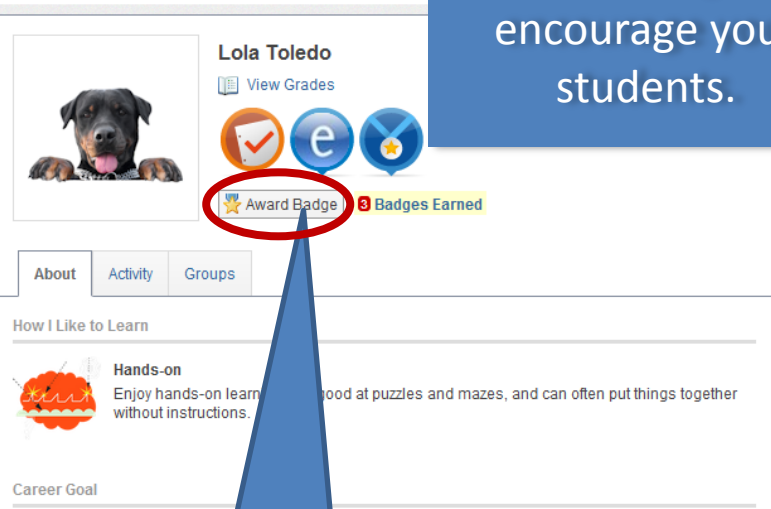 encourage you
students.
Lola Toledo
View Grades
e
Award Badge 3 Badges Earned
About Activity Groups
How I Like to Learn
Hands-on
Enjoy hands-on learn good at puzzles and mazes, and can often put things together
without instructions.
Career Goal